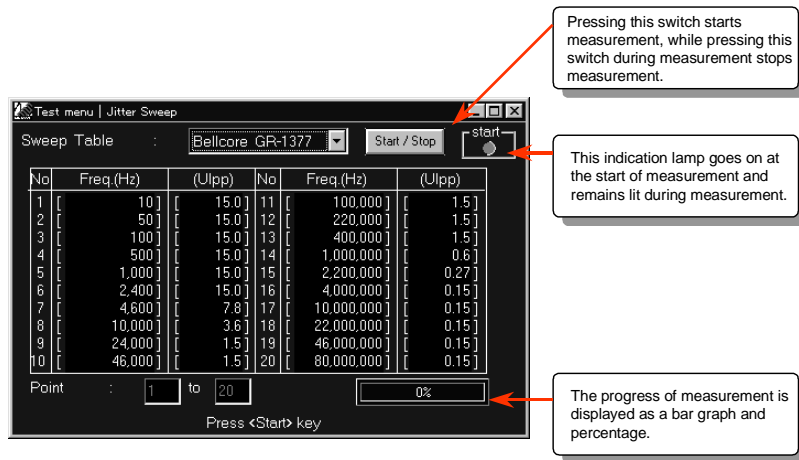 Pressing this switch starts
measurement, while pressing this
switch during measurement stops
measurement.
Test menu | Jitter Sweep
Sweep Table : Bellcore GR-1377 Start / Stop start
This indication lamp goes on at
the start of measurement and
remains lit during measurement.
No Freq.(Hz) (UIpp) No Freq.(Hz) (UIpp)
1 [ 10] [ 15.0] 11 [ 100,000] [ 1.5]
2 [ 50] [ 15.0] 12 [ 220,000] [ 1.5]
3 [ 100] [ 15.0] 13 [ 400,000] [ 1.5]
4 [ 500] [ 15.0] 14 [ 1,000,000] [ 0.6]
5 [ 1,000] [ 15.0] 15 [ 2,200,000] [ 0.27]
6 [ 2,400] [ 15.0] 16 [ 4,000,000] [ 0.15]
7 [ 4,600] [ 7.8] 17 [ 10,000,000] [ 0.15]
8 [ 10,000] [ 3.6] 18 [ 22,000,000] [ 0.15]
9 [ 24,000] [ 1.5] 19 [ 46,000,000] [ 0.15]
10 [ 46,000] [ 1.5] 20 [ 80,000,000] [ 0.15]
Point : 1 to 20 0%
Press <Start> key
The progress of measurement is
displayed as a bar graph and
percentage.